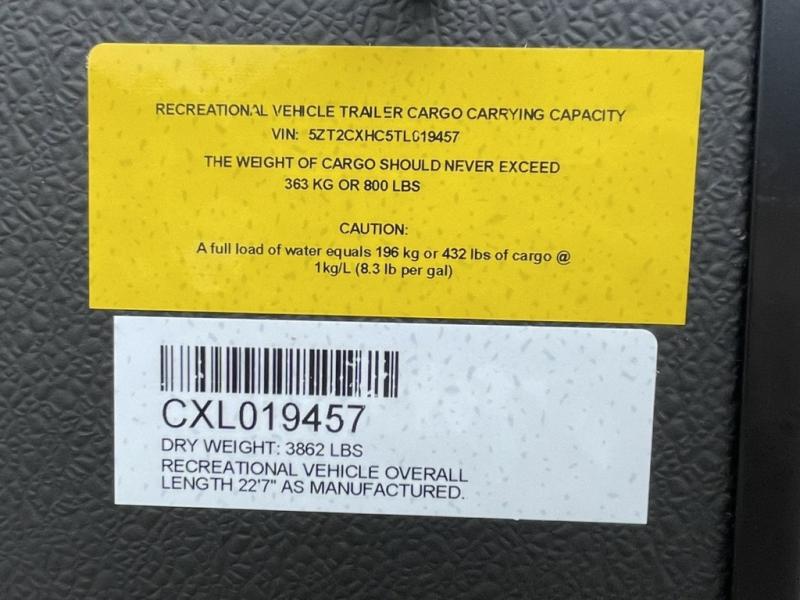 RECREATIONAL VEHICLE TRAILER CARGO CARRYING CAPACITY
VIN: 5ZT2CXHC5TL019457
THE WEIGHT OF CARGO SHOULD NEVER EXCEED
363 KG OR 800 LBS
CAUTION:
A full load of water equals 196 kg or 432 lbs of cargo @
1kg/L (8.3 lb per gal)
CXL019457
DRY WEIGHT: 3862 LBS
RECREATIONAL VEHICLE OVERALL
LENGTH 22'7" AS MANUFACTURED.